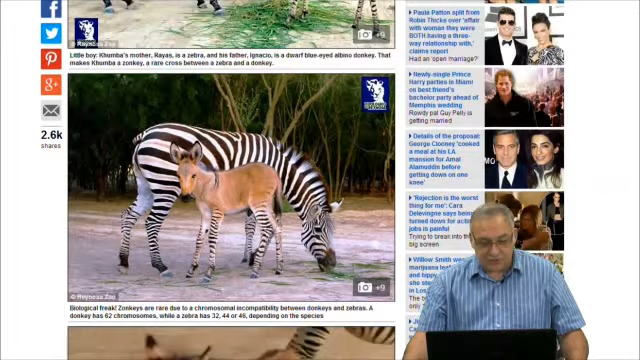 © Reynosa Zoo
+9
Little boy: Khumba's mother, Rayas, is a zebra, and his father, Ignacio, is a dwarf blue-eyed albino donkey. That
makes Khumba a zonkey, a rare cross between a zebra and a donkey.
2.6k
shares
© Reynosa Zoo
+9
Biological freak! Zonkeys are rare due to a chromosomal incompatibility between donkeys and zebras. A
donkey has 62 chromosomes, while a zebra has 32, 44 or 46, depending on the species
Paula Patton split from
Robin Thicke over 'affair
with woman they were
BOTH having a three-
way relationship with,'
claims report
Had an 'open marriage?'
Newly-single Prince
Harry parties in Miami
on best friend's
bachelor party ahead of
Memphis wedding
Rowdy pal Guy Pelly is
getting married
Details of the proposal:
George Clooney 'cooked
a meal at his LA
mansion for Amal
Alamuddin before
getting down on one
knee'
'Rejection is the worst
thing for me': Cara
Delevingne says being
turned down for
jobs is painful
Trying to break
big screen
Willow Smith